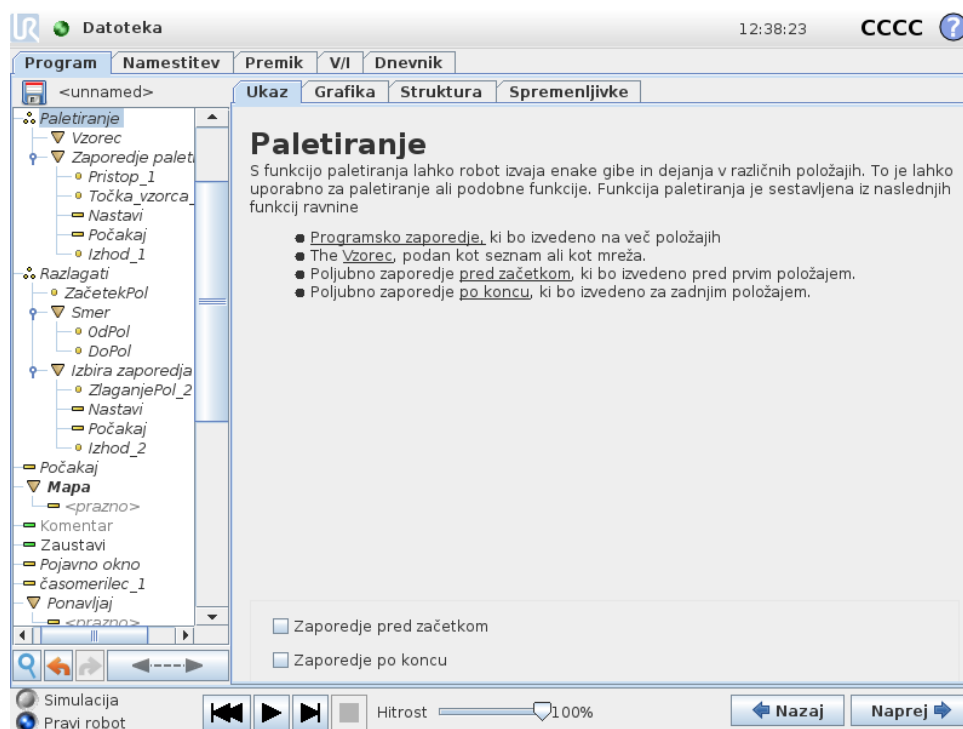 UR Datoteka 12:38:23 CCCC ?
Program Namestitev Premik V/I Dnevnik
<unnamed>
Ukaz Grafika Struktura Spremenljivke
Paletiranje
Vzorec
Zaporedje paleti
Pristop_1
Točka_vzorca_
Nastavi
Počakaj
Izhod_1
Razlagati
ZačetekPol
Smer
OdPol
DoPol
Izbira zaporedja
ZlaganjePol_2
Nastavi
Počakaj
Izhod_2
Počakaj
Mapa
<prazno>
Komentar
Zaustavi
Pojavno okno
časomerilec_1
Ponavljaj
<prazno>
Paletiranje
S funkcijo paletiranja lahko robot izvaja enake gibe in dejanja v različnih položajih. To je lahko
uporabno za paletiranje ali podobne funkcije. Funkcija paletiranja je sestavljena iz naslednjih
funkcij ravnine
Programsko zaporedje, ki bo izvedeno na več položajih
The Vzorec, podan kot seznam ali kot mreža.
Poljubno zaporedje pred začetkom, ki bo izvedeno pred prvim položajem.
Poljubno zaporedje po koncu, ki bo izvedeno za zadnjim položajem.
Zaporedje pred začetkom
Zaporedje po koncu
Simulacija
Pravi robot
Hitrost 100%
Nazaj Naprej